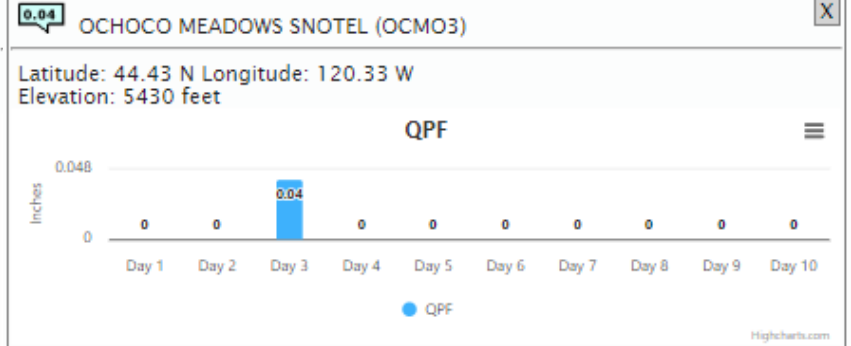 0.04 OCHOCO MEADOWS SNOTEL (OCMO3) X
Latitude: 44.43 N Longitude: 120.33 W
Elevation: 5430 feet
QPF
0.048
Inches
0.04
0 0 0 0 0 0 0 0 0
0
Day 1 Day 2 Day 3 Day 4 Day 5 Day 6 Day 7 Day 8 Day 9 Day 10
QPF
Highcharts.com